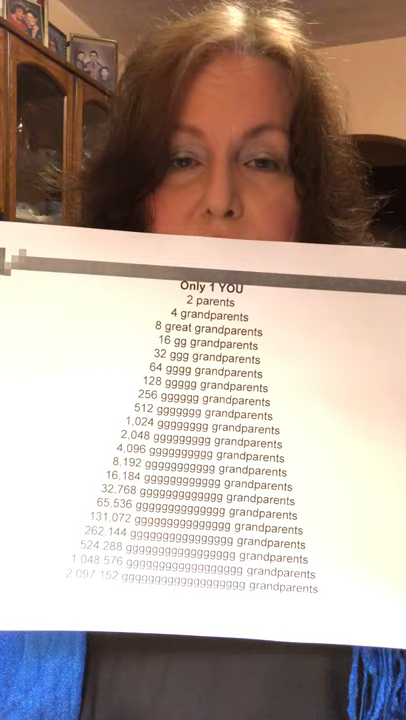 Only 1 YOU
2 parents
4 grandparents
8 great grandparents
16 gg grandparents
32 ggg grandparents
64 gggg grandparents
128 ggggg grandparents
256 gggggg grandparents
512 ggggggg grandparents
1,024 gggggggg grandparents
2,048 ggggggggg grandparents
4,096 gggggggggg grandparents
8,192 ggggggggggg grandparents
16,184 gggggggggggg grandparents
32,768 ggggggggggggg grandparents
65,536 gggggggggggggg grandparents
131,072 ggggggggggggggg grandparents
262,144 gggggggggggggggg grandparents
524,288 ggggggggggggggggg grandparents
1 048 576 gggggggggggggggggg grandparents
2 097 152 ggggggggggggggggggg grandparents